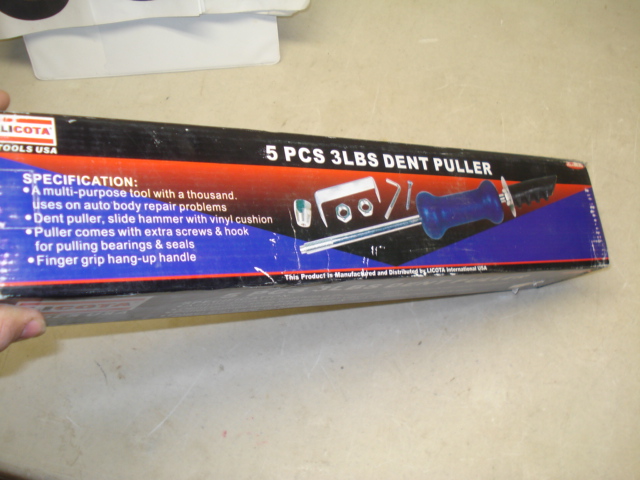 LICOTA
TOOLS USA
5 PCS 3LBS DENT PULLER
SPECIFICATION:
•A multi-purpose tool with a thousand.
uses on auto body repair problems
•Dent puller, slide hammer with vinyl cushion
•Puller comes with extra screws & hook
for pulling bearings & seals
•Finger grip hang-up handle
This Product is Manufactured and Distributed by LICOTA International USA